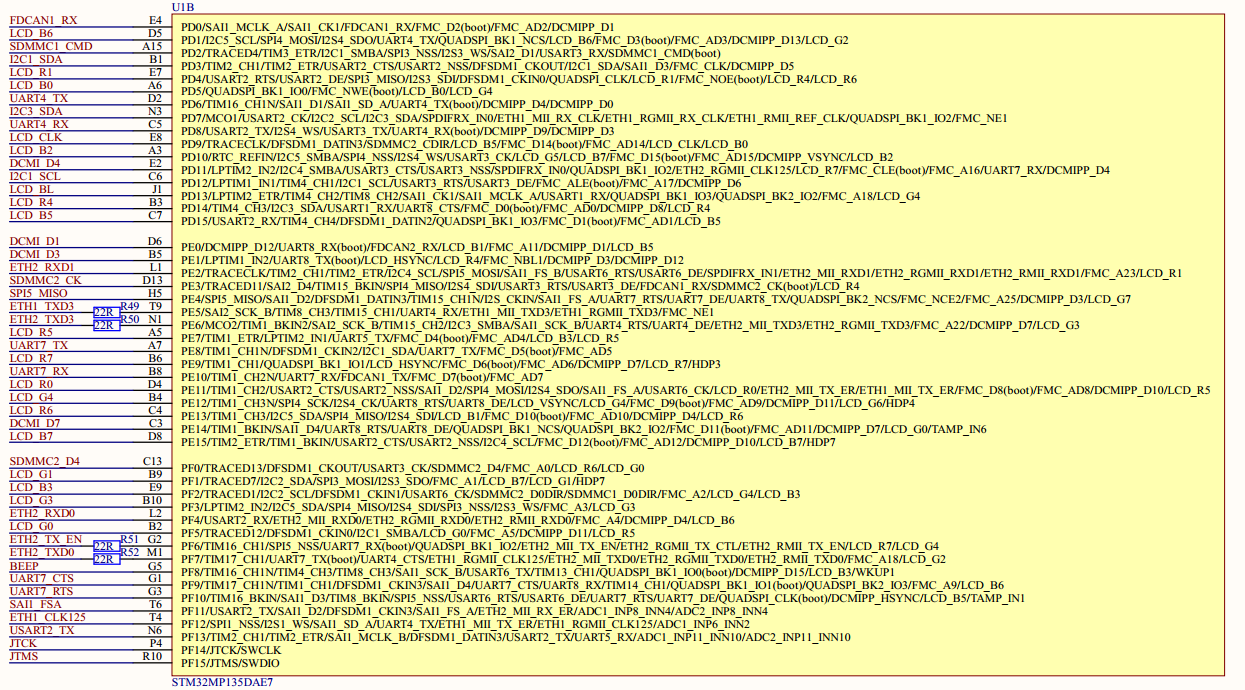 U1B
FDCAN1_RX E4 PD0/SAI1_MCLK_A/SAI1_CK1/FDCAN1_RX/FMC_D2(boot)/FMC_AD2/DCMIPP_D1
LCD_B6 D5 PD1/I2C5_SCL/SPI4_MOSI/I2S4_SDO/UART4_TX/QUADSPI_BK1_NCS/LCD_B6/FMC_D3(boot)/FMC_AD3/DCMIPP_D13/LCD_G2
SDMMC1_CMD A15 PD2/TRACED4/TIM3_ETR/I2C1_SMBA/SPI3_NSS/I2S3_WS/SAI2_D1/USART3_RX/SDMMC1_CMD(boot)
I2C1_SDA B1 PD3/TIM2_CH1/TIM2_ETR/USART2_CTS/USART2_NSS/DFSDM1_CKOUT/I2C1_SDA/SAI1_D3/FMC_CLK/DCMIPP_D5
LCD_R1 E7 PD4/USART2_RTS/USART2_DE/SPI3_MISO/I2S3_SDI/DFSDM1_CKIN0/QUADSPI_CLK/LCD_R1/FMC_NOE(boot)/LCD_R4/LCD_R6
LCD_B0 A6 PD5/QUADSPI_BK1_IO0/FMC_NWE(boot)/LCD_B0/LCD_G4
UART4_TX D2 PD6/TIM16_CH1N/SAI1_D1/SAI1_SD_A/UART4_TX(boot)/DCMIPP_D4/DCMIPP_D0
I2C3_SDA N3 PD7/MCO1/USART2_CK/I2C2_SCL/I2C3_SDA/SPDIFRX_IN0/ETH1_MII_RX_CLK/ETH1_RGMII_RX_CLK/ETH1_RMII_REF_CLK/QUADSPI_BK1_IO2/FMC_NE1
UART4_RX C5 PD8/USART2_TX/I2S4_WS/USART3_TX/UART4_RX(boot)/DCMIPP_D9/DCMIPP_D3
LCD_CLK E8 PD9/TRACECLK/DFSDM1_DATIN3/SDMMC2_CDIR/LCD_B5/FMC_D14(boot)/FMC_AD14/LCD_CLK/LCD_B0
LCD_B2 A3 PD10/RTC_REFIN/I2C5_SMBA/SPI4_NSS/I2S4_WS/USART3_CK/LCD_G5/LCD_B7/FMC_D15(boot)/FMC_AD15/DCMIPP_VSYNC/LCD_B2
DCMI_D4 E2 PD11/LPTIM2_IN2/I2C4_SMBA/USART3_CTS/USART3_NSS/SPDIFRX_IN0/QUADSPI_BK1_IO2/ETH2_RGMII_CLK125/LCD_R7/FMC_CLE(boot)/FMC_A16/UART7_RX/DCMIPP_D4
I2C1_SCL C6 PD12/LPTIM1_IN1/TIM4_CH1/I2C1_SCL/USART3_RTS/USART3_DE/FMC_ALE(boot)/FMC_A17/DCMIPP_D6
LCD_BL J1 PD13/LPTIM2_ETR/TIM4_CH2/TIM8_CH2/SAI1_CK1/SAI1_MCLK_A/USART1_RX/QUADSPI_BK1_IO3/QUADSPI_BK2_IO2/FMC_A18/LCD_G4
LCD_R4 B3 PD14/TIM4_CH3/I2C3_SDA/USART1_RX/UART8_CTS/FMC_D0(boot)/FMC_AD0/DCMIPP_D8/LCD_R4
LCD_B5 C7 PD15/USART2_RX/TIM4_CH4/DFSDM1_DATIN2/QUADSPI_BK1_IO3/FMC_D1(boot)/FMC_AD1/LCD_B5
DCMI_D1 D6 PE0/DCMIPP_D12/UART8_RX(boot)/FDCAN2_RX/LCD_B1/FMC_A11/DCMIPP_D1/LCD_B5
DCMI_D3 B5 PE1/LPTIM1_IN2/UART8_TX(boot)/LCD_HSYNC/LCD_R4/FMC_NBL1/DCMIPP_D3/DCMIPP_D12
ETH2_RXD1 L1 PE2/TRACECLK/TIM2_CH1/TIM2_ETR/I2C4_SCL/SPI5_MOSI/SAI1_FS_B/USART6_RTS/USART6_DE/SPDIFRX_IN1/ETH2_MII_RXD1/ETH2_RGMII_RXD1/ETH2_RMII_RXD1/FMC_A23/LCD_R1
SDMMC2_CK D13 PE3/TRACED11/SAI2_D4/TIM15_BKIN/SPI4_MISO/I2S4_SDI/USART3_RTS/USART3_DE/FDCAN1_RX/SDMMC2_CK(boot)/LCD_R4
SPI5_MISO H5 PE4/SPI5_MISO/SAI1_D2/DFSDM1_DATIN3/TIM15_CH1N/I2S_CKIN/SAI1_FS_A/UART7_RTS/UART7_DE/UART8_TX/QUADSPI_BK2_NCS/FMC_NCE2/FMC_A25/DCMIPP_D3/LCD_G7
ETH1_TXD3 22R R49 T9 PE5/SAI2_SCK_B/TIM8_CH3/TIM15_CH1/UART4_RX/ETH1_MII_TXD3/ETH1_RGMII_TXD3/FMC_NE1
ETH2_TXD3 22R R50 N1 PE6/MCO2/TIM1_BKIN2/SAI2_SCK_B/TIM15_CH2/I2C3_SMBA/SAI1_SCK_B/UART4_RTS/UART4_DE/ETH2_MII_TXD3/ETH2_RGMII_TXD3/FMC_A22/DCMIPP_D7/LCD_G3
LCD_R5 A5 PE7/TIM1_ETR/LPTIM2_IN1/UART5_TX/FMC_D4(boot)/FMC_AD4/LCD_B3/LCD_R5
UART7_TX A7 PE8/TIM1_CH1N/DFSDM1_CKIN2/I2C1_SDA/UART7_TX/FMC_D5(boot)/FMC_AD5
LCD_R7 B6 PE9/TIM1_CH1/QUADSPI_BK1_IO1/LCD_HSYNC/FMC_D6(boot)/FMC_AD6/DCMIPP_D7/LCD_R7/HDP3
UART7_RX B8 PE10/TIM1_CH2N/UART7_RX/FDCAN1_TX/FMC_D7(boot)/FMC_AD7
LCD_R0 D4 PE11/TIM1_CH2/USART2_CTS/USART2_NSS/SAI1_D2/SPI4_MOSI/I2S4_SDO/SAI1_FS_A/USART6_CK/LCD_R0/ETH2_MII_TX_ER/ETH1_MII_TX_ER/FMC_D8(boot)/FMC_AD8/DCMIPP_D10/LCD_R5
LCD_G4 B4 PE12/TIM1_CH3N/SPI4_SCK/I2S4_CK/UART8_RTS/UART8_DE/LCD_VSYNC/LCD_G4/FMC_D9(boot)/FMC_AD9/DCMIPP_D11/LCD_G6/HDP4
LCD_R6 C4 PE13/TIM1_CH3/I2C5_SDA/SPI4_MISO/I2S4_SDI/LCD_B1/FMC_D10(boot)/FMC_AD10/DCMIPP_D4/LCD_R6
DCMI_D7 C3 PE14/TIM1_BKIN/SAI1_D4/UART8_RTS/UART8_DE/QUADSPI_BK1_NCS/QUADSPI_BK2_IO2/FMC_D11(boot)/FMC_AD11/DCMIPP_D7/LCD_G0/TAMP_IN6
LCD_B7 D8 PE15/TIM2_ETR/TIM1_BKIN/USART2_CTS/USART2_NSS/I2C4_SCL/FMC_D12(boot)/FMC_AD12/DCMIPP_D10/LCD_B7/HDP7
SDMMC2_D4 C13 PF0/TRACED13/DFSDM1_CKOUT/USART3_CK/SDMMC2_D4/FMC_A0/LCD_R6/LCD_G0
LCD_G1 B9 PF1/TRACED7/I2C2_SDA/SPI3_MOSI/I2S3_SDO/FMC_A1/LCD_B7/LCD_G1/HDP7
LCD_B3 E9 PF2/TRACED1/I2C2_SCL/DFSDM1_CKIN1/USART6_CK/SDMMC2_D0DIR/SDMMC1_D0DIR/FMC_A2/LCD_G4/LCD_B3
LCD_G3 B10 PF3/LPTIM2_IN2/I2C5_SDA/SPI4_MISO/I2S4_SDI/SPI3_NSS/I2S3_WS/FMC_A3/LCD_G3
ETH2_RXD0 L2 PF4/USART2_RX/ETH2_MII_RXD0/ETH2_RGMII_RXD0/ETH2_RMII_RXD0/FMC_A4/DCMIPP_D4/LCD_B6
LCD_G0 B2 PF5/TRACED12/DFSDM1_CKIN0/I2C1_SMBA/LCD_G0/FMC_A5/DCMIPP_D11/LCD_R5
ETH2_TX_EN 22R R51 G2 PF6/TIM16_CH1/SPI5_NSS/UART7_RX(boot)/QUADSPI_BK1_IO2/ETH2_MII_TX_EN/ETH2_RGMII_TX_CTL/ETH2_RMII_TX_EN/LCD_R7/LCD_G4
ETH2_TXD0 22R R52 M1 PF7/TIM17_CH1/UART7_TX(boot)/UART4_CTS/ETH1_RGMII_CLK125/ETH2_MII_TXD0/ETH2_RGMII_TXD0/ETH2_RMII_TXD0/FMC_A18/LCD_G2
BEEP G5 PF8/TIM16_CH1N/TIM4_CH3/TIM8_CH3/SAI1_SCK_B/USART6_TX/TIM13_CH1/QUADSPI_BK1_IO0(boot)/DCMIPP_D15/LCD_B3/WKUP1
UART7_CTS G1 PF9/TIM17_CH1N/TIM1_CH1/DFSDM1_CKIN3/SAI1_D4/UART7_CTS/UART8_RX/TIM14_CH1/QUADSPI_BK1_IO1(boot)/QUADSPI_BK2_IO3/FMC_A9/LCD_B6
UART7_RTS G3 PF10/TIM16_BKIN/SAI1_D3/TIM8_BKIN/SPI5_NSS/USART6_RTS/USART6_DE/UART7_RTS/UART7_DE/QUADSPI_CLK(boot)/DCMIPP_HSYNC/LCD_B5/TAMP_IN1
SAI1_FSA T6 PF11/USART2_TX/SAI1_D2/DFSDM1_CKIN3/SAI1_FS_A/ETH2_MII_RX_ER/ADC1_INP8_INN4/ADC2_INP8_INN4
ETH1_CLK125 T4 PF12/SPI1_NSS/I2S1_WS/SAI1_SD_A/UART4_TX/ETH1_MII_TX_ER/ETH1_RGMII_CLK125/ADC1_INP6_INN2
USART2_TX N6 PF13/TIM2_CH1/TIM2_ETR/SAI1_MCLK_B/DFSDM1_DATIN3/USART2_TX/UART5_RX/ADC1_INP11_INN10/ADC2_INP11_INN10
JTCK P4 PF14/JTCK/SWCLK
JTMS R10 PF15/JTMS/SWDIO
STM32MP135DAE7